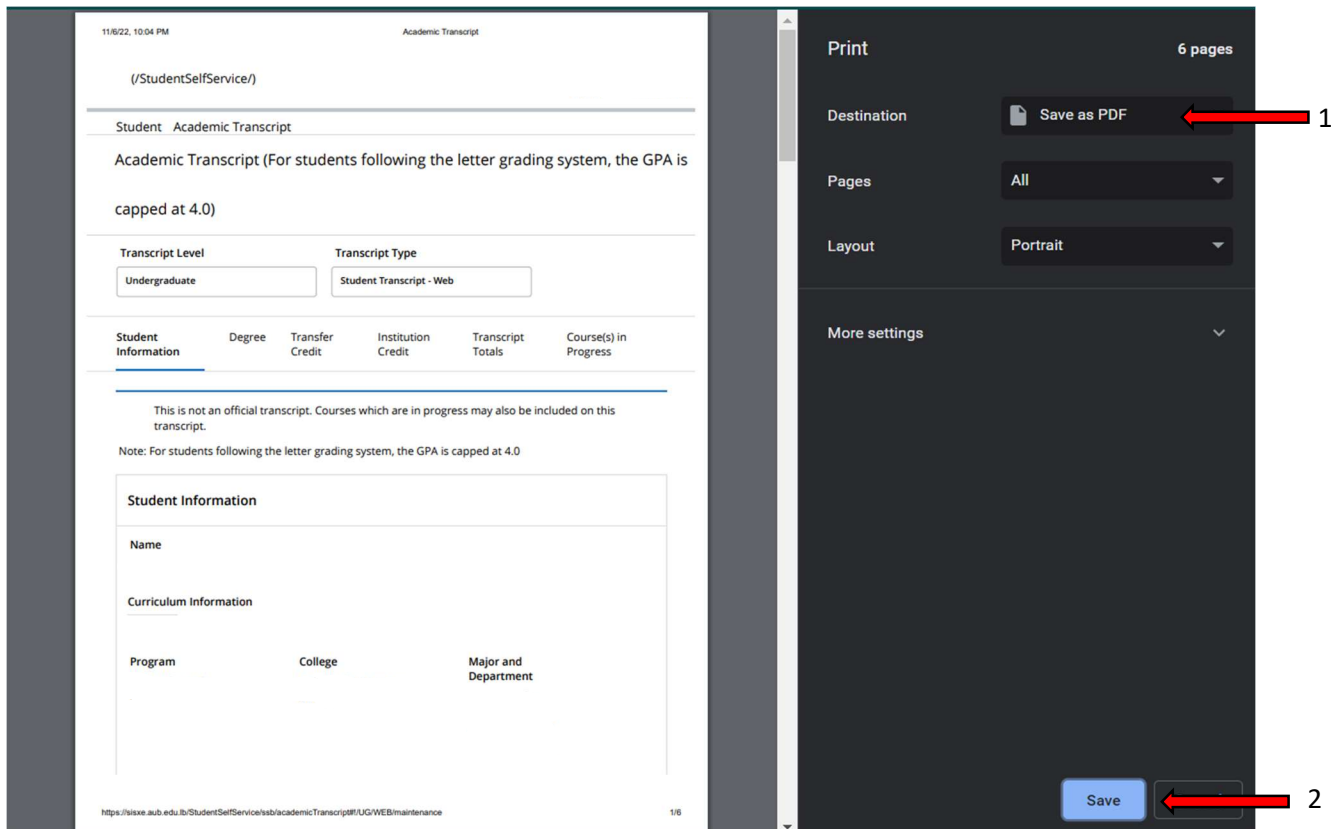 11/6/22, 10:04 PM Academic Transcript
(/StudentSelfService/)
Student Academic Transcript
Academic Transcript (For students following the letter grading system, the GPA is
capped at 4.0)
Transcript Level Transcript Type
Undergraduate Student Transcript - Web
Student Information Degree Transfer Credit Institution Credit Transcript Totals Course(s) in Progress
This is not an official transcript. Courses which are in progress may also be included on this
transcript.
Note: For students following the letter grading system, the GPA is capped at 4.0
Student Information
Name
Curriculum Information
Program College Major and
Department
https://sisxe.aub.edu.lb/StudentSelfService/ssb/academicTranscript#!/UG/WEB/maintenance 1/6
Print 6 pages
Destination Save as PDF 1
Pages All
Layout Portrait
More settings
Save 2